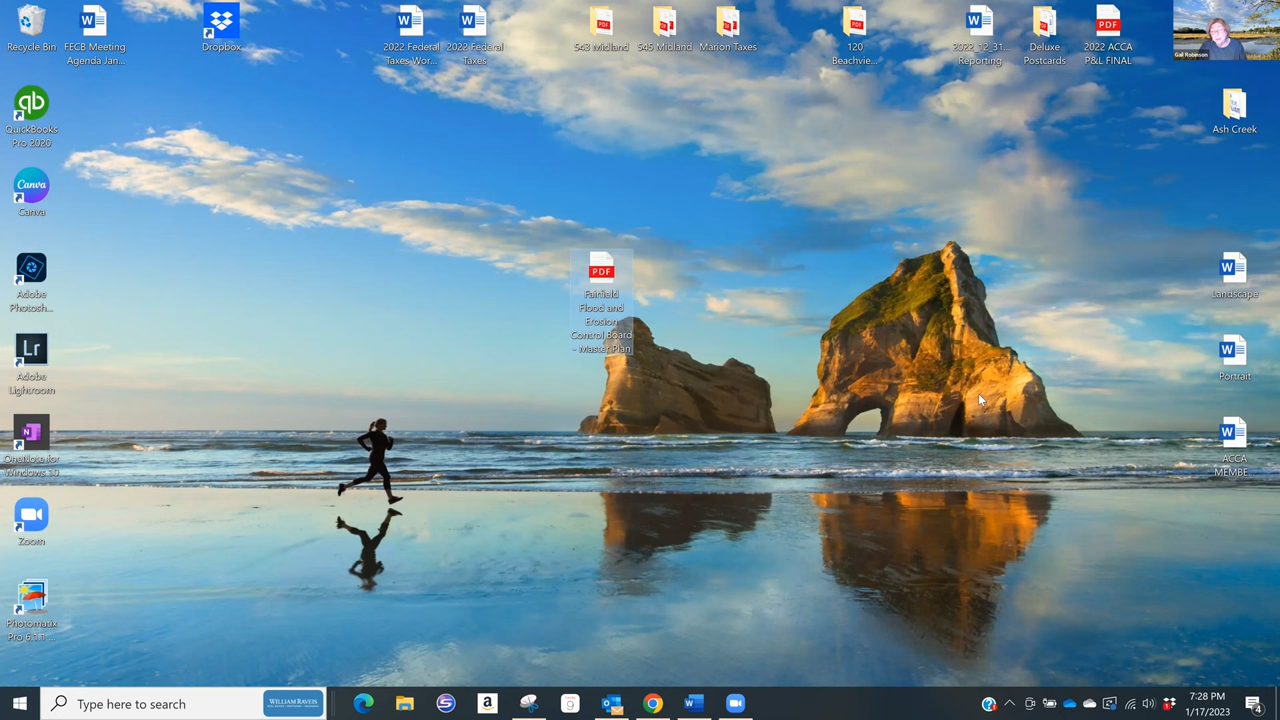 Recycle Bin
FECB Meeting
Agenda Jan...
Dropbox
2022 Federal
Taxes Wor...
2022 Federal
Taxes
543 Midland
545 Midland
Marion Taxes
120
Beachvie...
2022_12_31...
Reporting
Deluxe
Postcards
PDF
2022 ACCA
P&L FINAL
Gail Robinson
qb
QuickBooks
Pro 2020
Ash Creek
Canva
Canva
PDF
Fairfield
Flood and
Erosion
Control Board
- Master Plan
Adobe
Photosh...
Landscape
Lr
Adobe
Lightroom
Portrait
N
OneNote for
Windows 10
ACCA
MEMBE...
Zoom
Photomatix
Pro 6.1.1 ...
Type here to search
WILLIAM RAVEIS
7:28 PM
1/17/2023
4